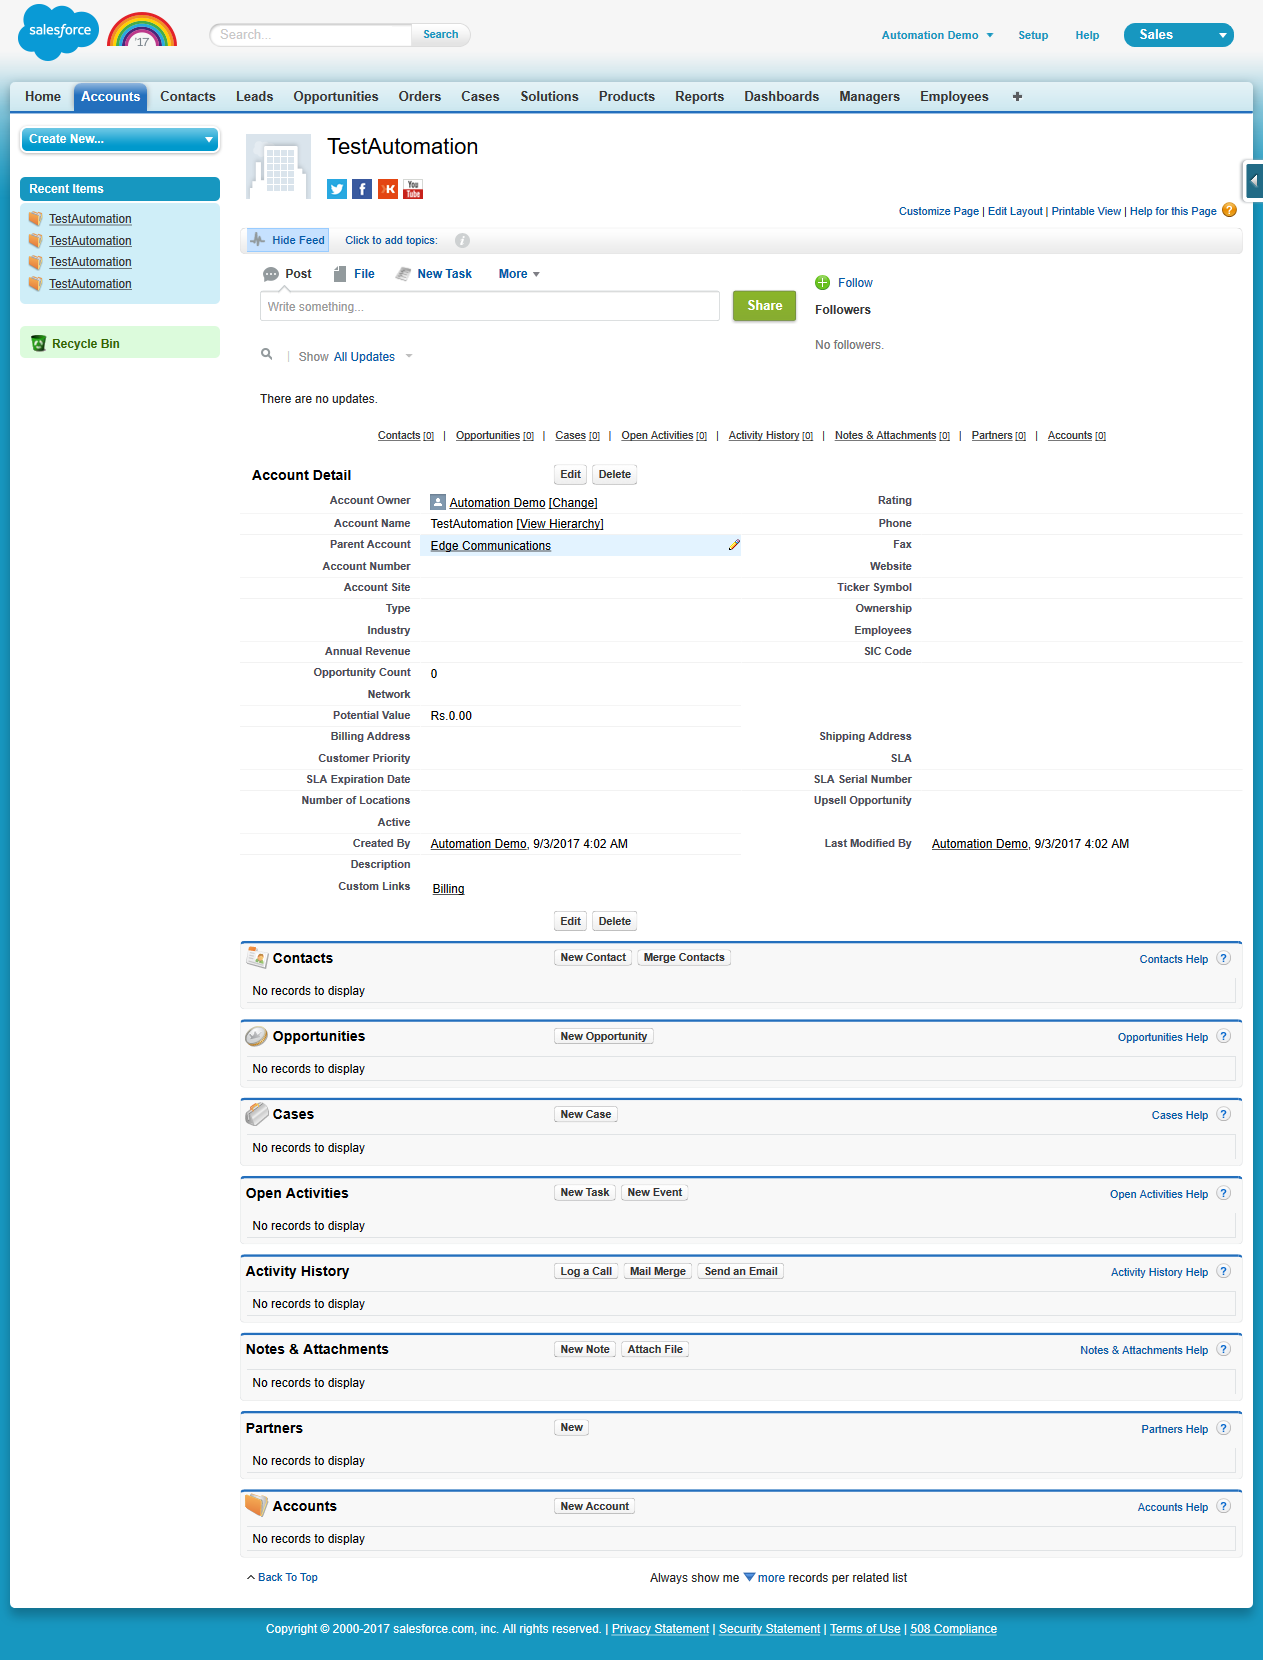 salesforce '17 Search... Search Automation Demo Setup Help Sales
Home Accounts Contacts Leads Opportunities Orders Cases Solutions Products Reports Dashboards Managers Employees +
Create New...
Recent Items
TestAutomation
TestAutomation
TestAutomation
TestAutomation
Recycle Bin
TestAutomation
You Tube
Customize Page | Edit Layout | Printable View | Help for this Page ?
Hide Feed Click to add topics: i
Post File New Task More
Write something... Share
Follow
Followers
No followers.
Show All Updates
There are no updates.
Contacts [0] | Opportunities [0] | Cases [0] | Open Activities [0] | Activity History [0] | Notes & Attachments [0] | Partners [0] | Accounts [0]
Account Detail Edit Delete
Account Owner Automation Demo [Change] Rating
Account Name TestAutomation [View Hierarchy] Phone
Parent Account Edge Communications Fax
Account Number Website
Account Site Ticker Symbol
Type Ownership
Industry Employees
Annual Revenue SIC Code
Opportunity Count 0
Network
Potential Value Rs.0.00
Billing Address Shipping Address
Customer Priority SLA
SLA Expiration Date SLA Serial Number
Number of Locations Upsell Opportunity
Active
Created By Automation Demo, 9/3/2017 4:02 AM Last Modified By Automation Demo, 9/3/2017 4:02 AM
Description
Custom Links Billing
Edit Delete
Contacts New Contact Merge Contacts Contacts Help ?
No records to display
Opportunities New Opportunity Opportunities Help ?
No records to display
Cases New Case Cases Help ?
No records to display
Open Activities New Task New Event Open Activities Help ?
No records to display
Activity History Log a Call Mail Merge Send an Email Activity History Help ?
No records to display
Notes & Attachments New Note Attach File Notes & Attachments Help ?
No records to display
Partners New Partners Help ?
No records to display
Accounts New Account Accounts Help ?
No records to display
Back To Top Always show me more records per related list
Copyright © 2000-2017 salesforce.com, inc. All rights reserved. | Privacy Statement | Security Statement | Terms of Use | 508 Compliance